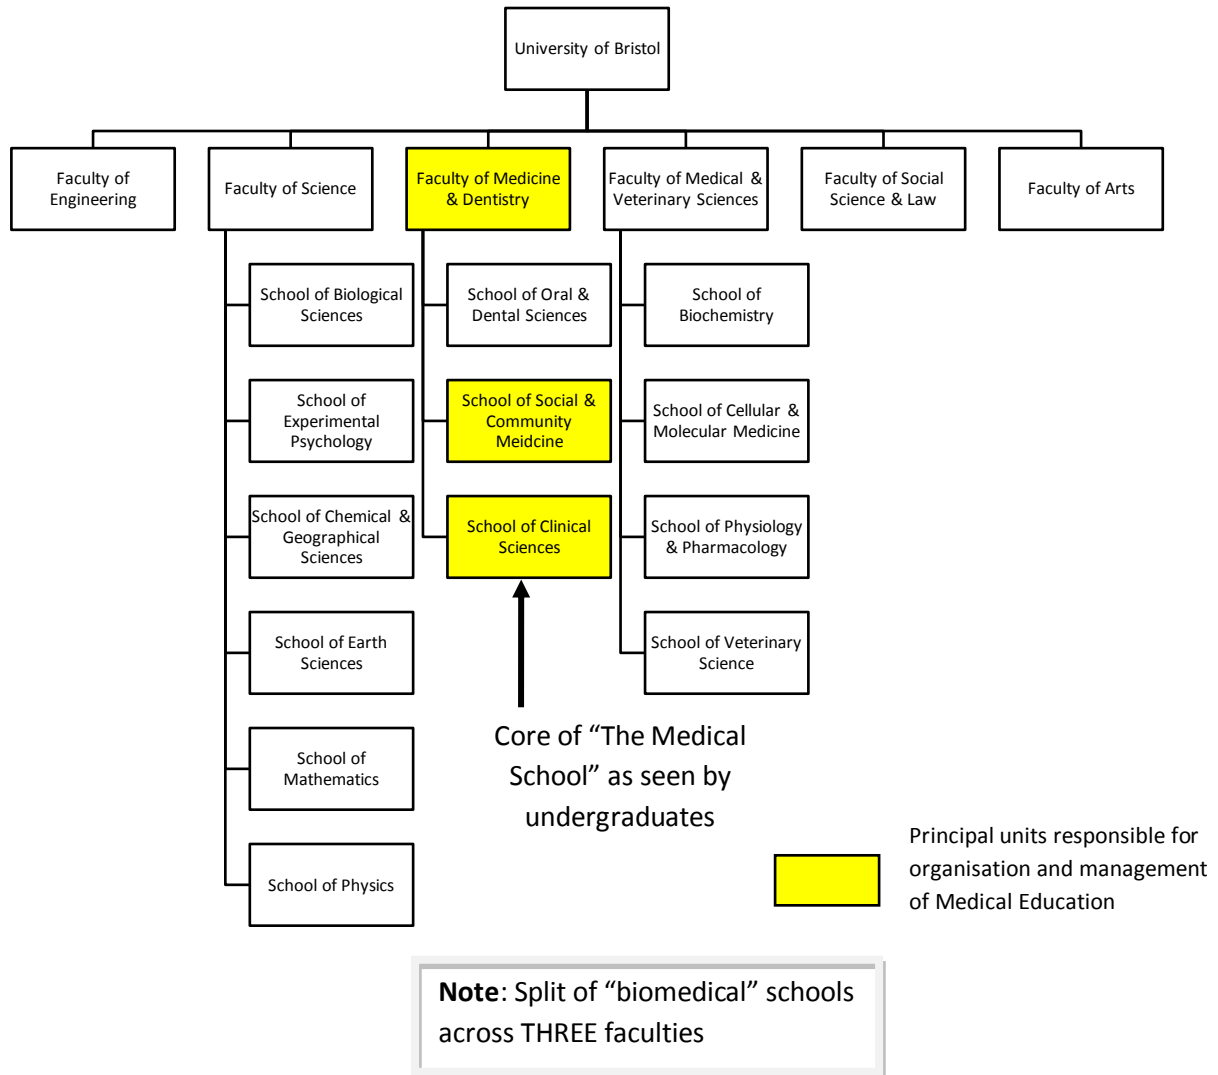 University of Bristol
Faculty of
Engineering
Faculty of Science
Faculty of Medicine
& Dentistry
Faculty of Medical &
Veterinary Sciences
Faculty of Social
Science & Law
Faculty of Arts
School of Biological
Sciences
School of
Experimental
Psychology
School of Chemical &
Geographical
Sciences
School of Earth
Sciences
School of
Mathematics
School of Physics
School of Oral &
Dental Sciences
School of Social &
Community
Meidcine
School of Clinical
Sciences
School of
Biochemistry
School of Cellular &
Molecular Medicine
School of Physiology
& Pharmacology
School of Veterinary
Science
Core of “The Medical
School” as seen by
undergraduates
Principal units responsible for
organisation and management
of Medical Education
Note: Split of “biomedical” schools
across THREE faculties